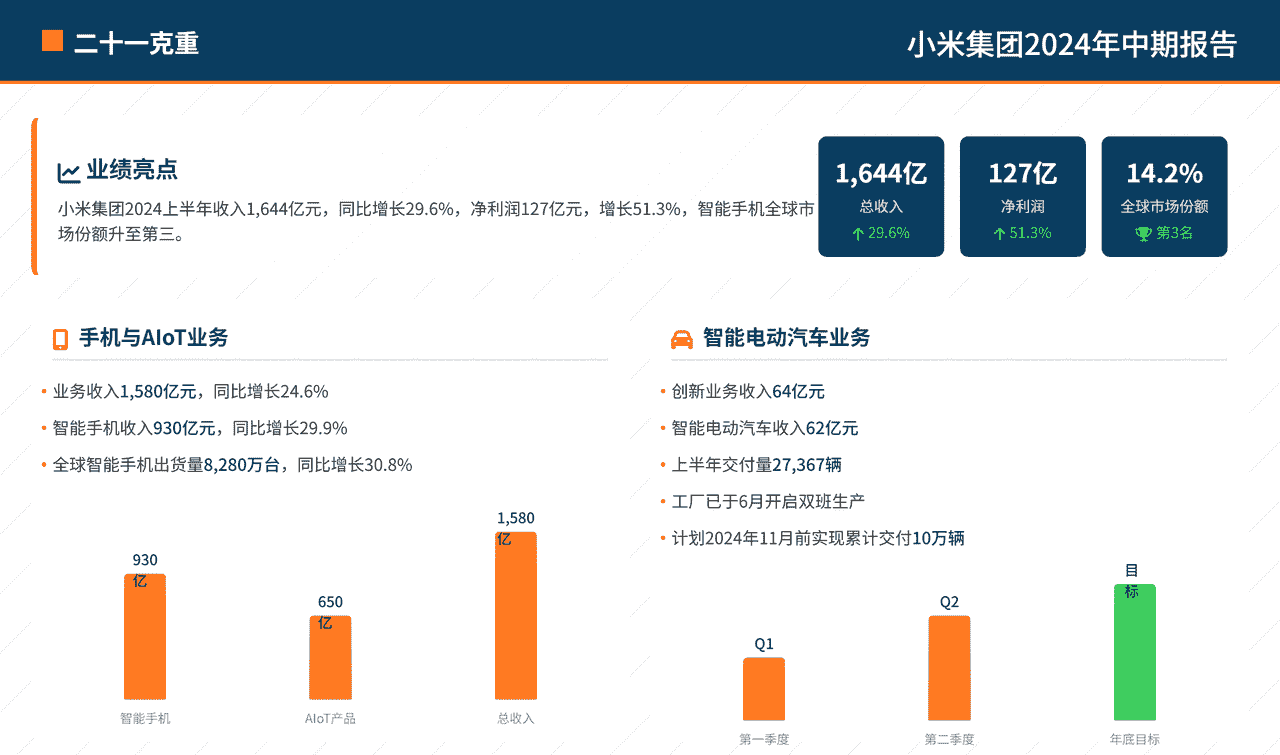 二十一克重
小米集团2024年中期报告
业绩亮点
小米集团2024上半年收入1,644亿元，同比增长29.6%，净利润127亿元，增长51.3%，智能手机全球市
场份额升至第三。
1,644亿
总收入
29.6%
127亿
净利润
51.3%
14.2%
全球市场份额
第3名
手机与AIoT业务
• 业务收入1,580亿元，同比增长24.6%
• 智能手机收入930亿元，同比增长29.9%
• 全球智能手机出货量8,280万台，同比增长30.8%
930
亿
智能手机
650
亿
AIoT产品
1,580
亿
总收入
智能电动汽车业务
• 创新业务收入64亿元
• 智能电动汽车收入62亿元
• 上半年交付量27,367辆
• 工厂已于6月开启双班生产
• 计划2024年11月前实现累计交付10万辆
Q1
第一季度
Q2
第二季度
目
标
年底目标